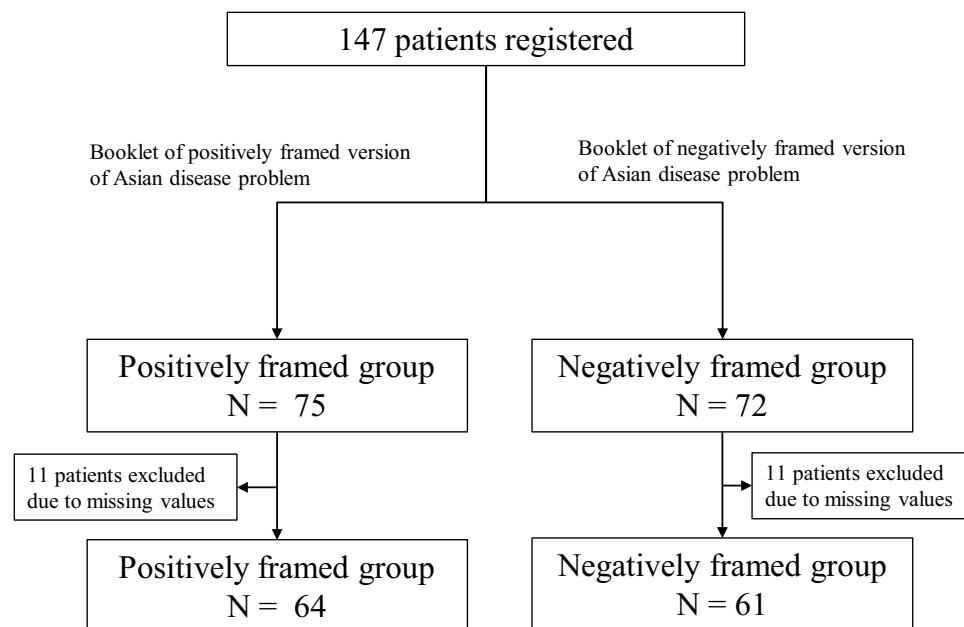 147 patients registered
Booklet of positively framed version
of Asian disease problem
Booklet of negatively framed version
of Asian disease problem
Positively framed group
N = 75
Negatively framed group
N = 72
11 patients excluded
due to missing values
11 patients excluded
due to missing values
Positively framed group
N = 64
Negatively framed group
N = 61